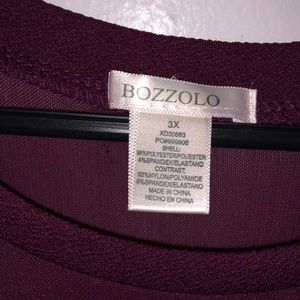 BOZZOLO
3X
XD30683
PO#999906
SHELL:
96%POLYESTER/POLIESTER
4%SPANDEX/ELASTANO
CONTRAST:
92%NYLON/POLYAMIDE
8%SPANDEX/ELASTANO
MADE IN CHINA
HECHO EN CHINA